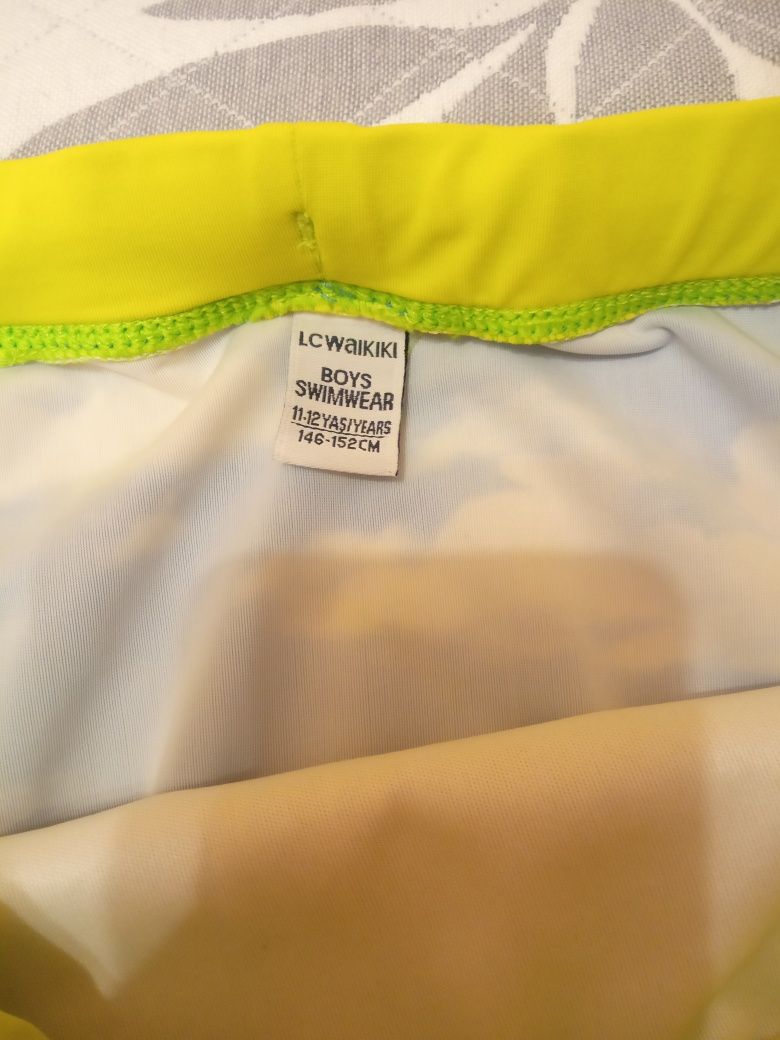 LCWAIKIKI
BOYS
SWIMWEAR
11-12 YAŞ/YEARS
146-152CM